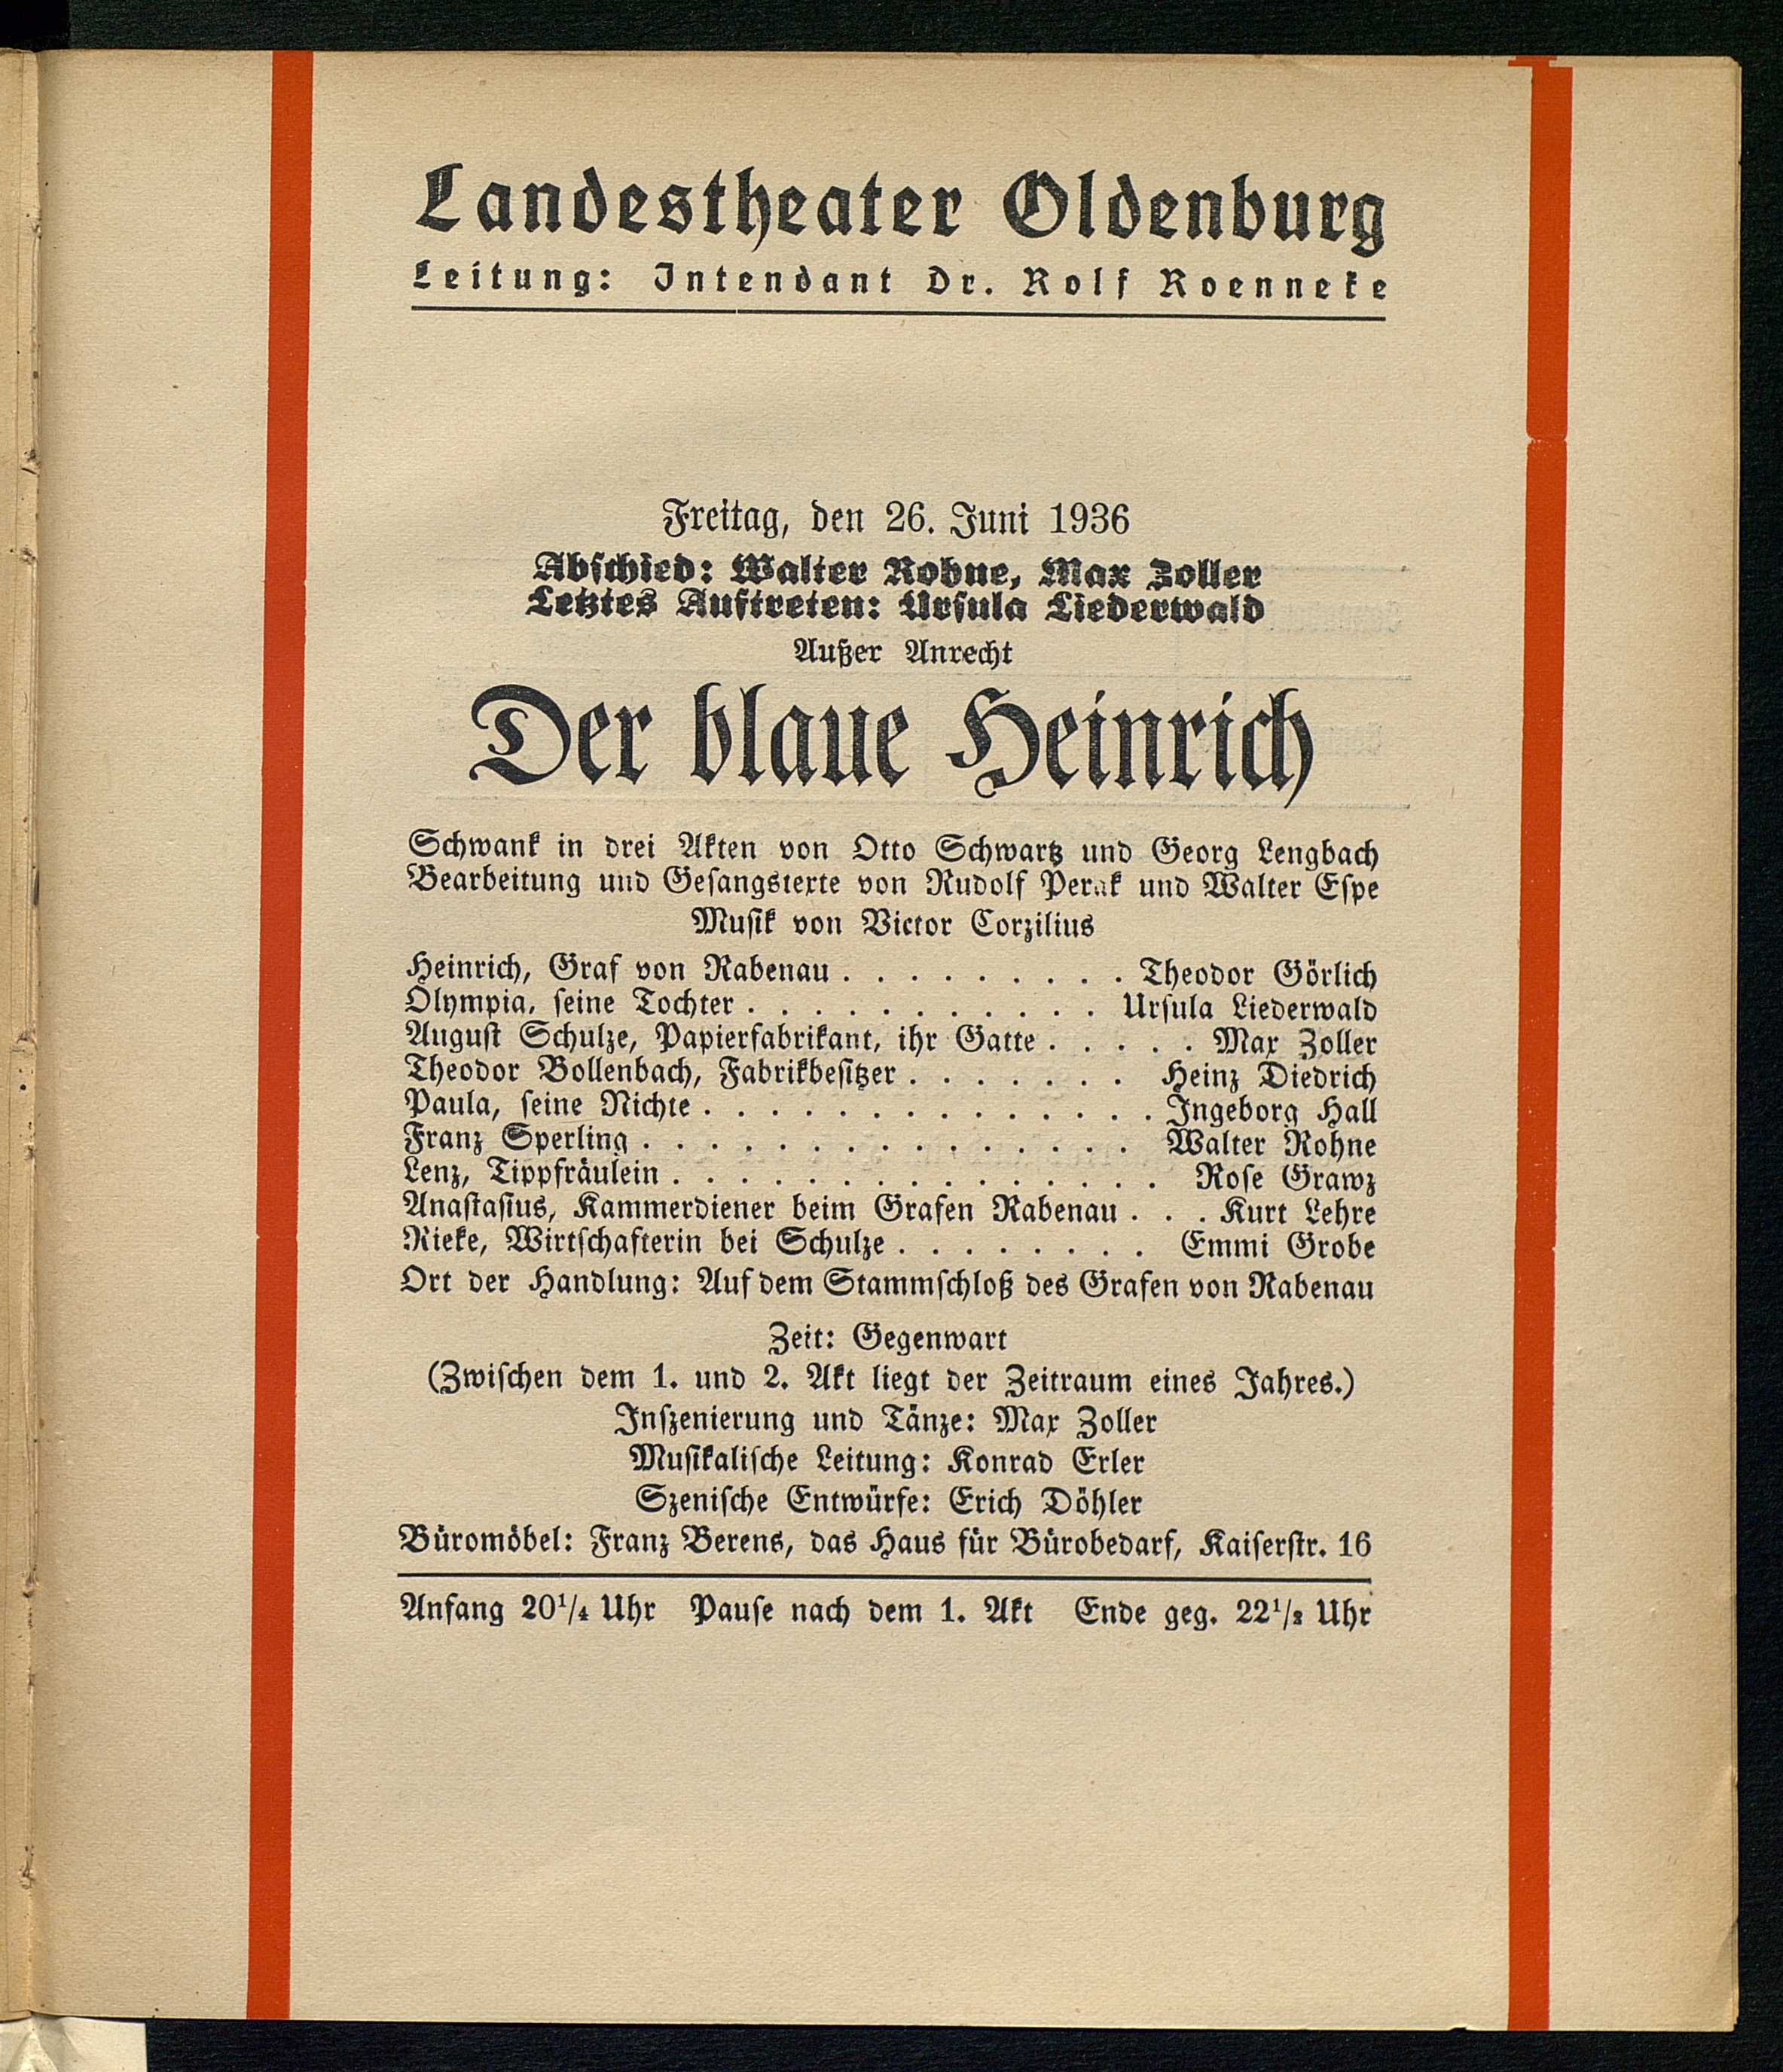 Landestheater Oldenburg
Leitung: Intendant Dr. Rolf Roenneke
Freitag, den 26. Juni 1936
Abschied: Walter Rohne, Max Zoller
Letztes Auftreten: Ursula Liederwald
Außer Anrecht
Der blaue Heinrich
Schwank in drei Akten von Otto Schwartz und Georg Lengbach
Bearbeitung und Gesangstexte von Rudolf Perak und Walter Espe
Musik von Victor Corzilius
Heinrich, Graf von Rabenau . . . . . . . . . Theodor Görlich
Olympia, seine Tochter . . . . . . . . . . . Ursula Liederwald
August Schulze, Papierfabrikant, ihr Gatte . . . . . Max Zoller
Theodor Bollenbach, Fabrikbesitzer . . . . . . . Heinz Diedrich
Paula, seine Nichte . . . . . . . . . . . . . . Ingeborg Hall
Franz Sperling . . . . . . . . . . . . . . . Walter Rohne
Lenz, Tippfräulein . . . . . . . . . . . . . . . Rose Grawz
Anastasius, Kammerdiener beim Grafen Rabenau . . . Kurt Lehre
Rieke, Wirtschafterin bei Schulze . . . . . . . . Emmi Grobe
Ort der Handlung: Auf dem Stammschloß des Grafen von Rabenau
Zeit: Gegenwart
(Zwischen dem 1. und 2. Akt liegt der Zeitraum eines Jahres.)
Inszenierung und Tänze: Max Zoller
Musikalische Leitung: Konrad Erler
Szenische Entwürfe: Erich Döhler
Büromöbel: Franz Berens, das Haus für Bürobedarf, Kaiserstr. 16
Anfang 20¹/₄ Uhr Pause nach dem 1. Akt Ende geg. 22¹/₂ Uhr